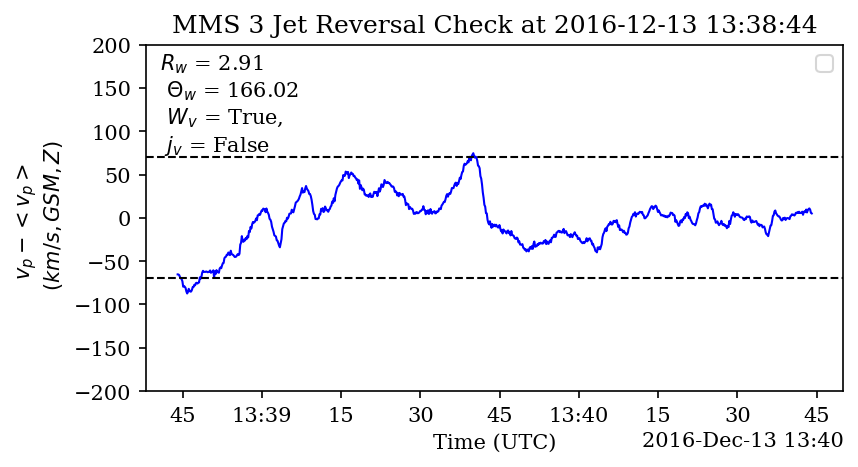 MMS 3 Jet Reversal Check at 2016-12-13 13:38:44
R_w = 2.91
Θ_w = 166.02
W_v = True,
j_v = False
v_p − < v_p >
(km/s, GSM, Z)
200
150
100
50
0
−50
−100
−150
−200
45 13:39 15 30 45 13:40 15 30 45
Time (UTC)
2016-Dec-13 13:40